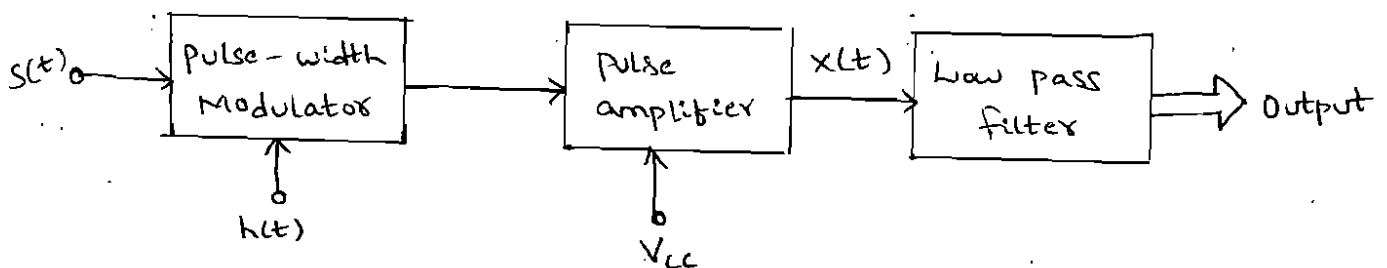 S(t)
Pulse-width
Modulator
h(t)
Pulse
amplifier
Vcc
x(t)
Low pass
filter
Output